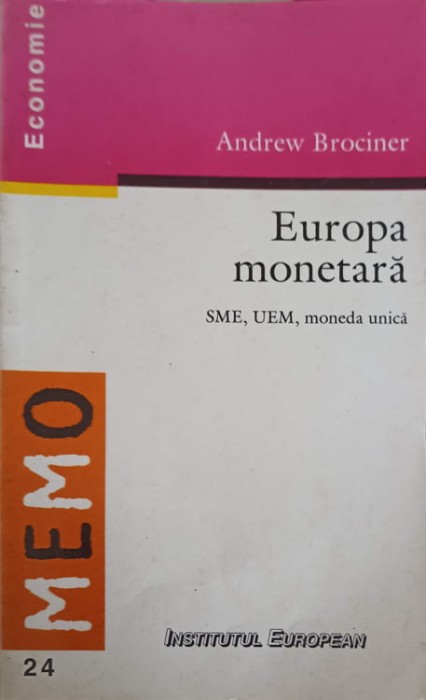 Economie
Andrew Brociner
Europa
monetară
SME, UEM, moneda unică
MEMO
INSTITUTUL EUROPEAN
24